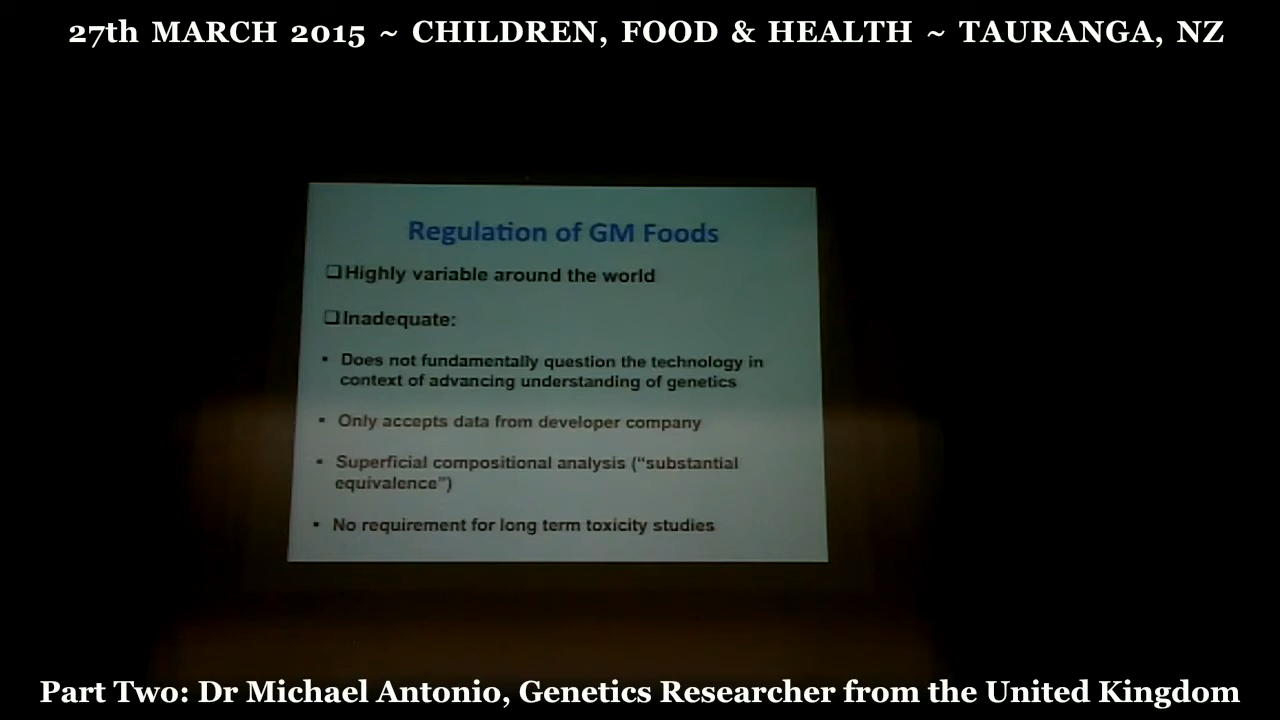 27th MARCH 2015 ~ CHILDREN, FOOD & HEALTH ~ TAURANGA, NZ
Regulation of GM Foods
❑Highly variable around the world
❑Inadequate:
• Does not fundamentally question the technology in
context of advancing understanding of genetics
• Only accepts data from developer company
• Superficial compositional analysis (“substantial
equivalence”)
• No requirement for long term toxicity studies
Part Two: Dr Michael Antonio, Genetics Researcher from the United Kingdom